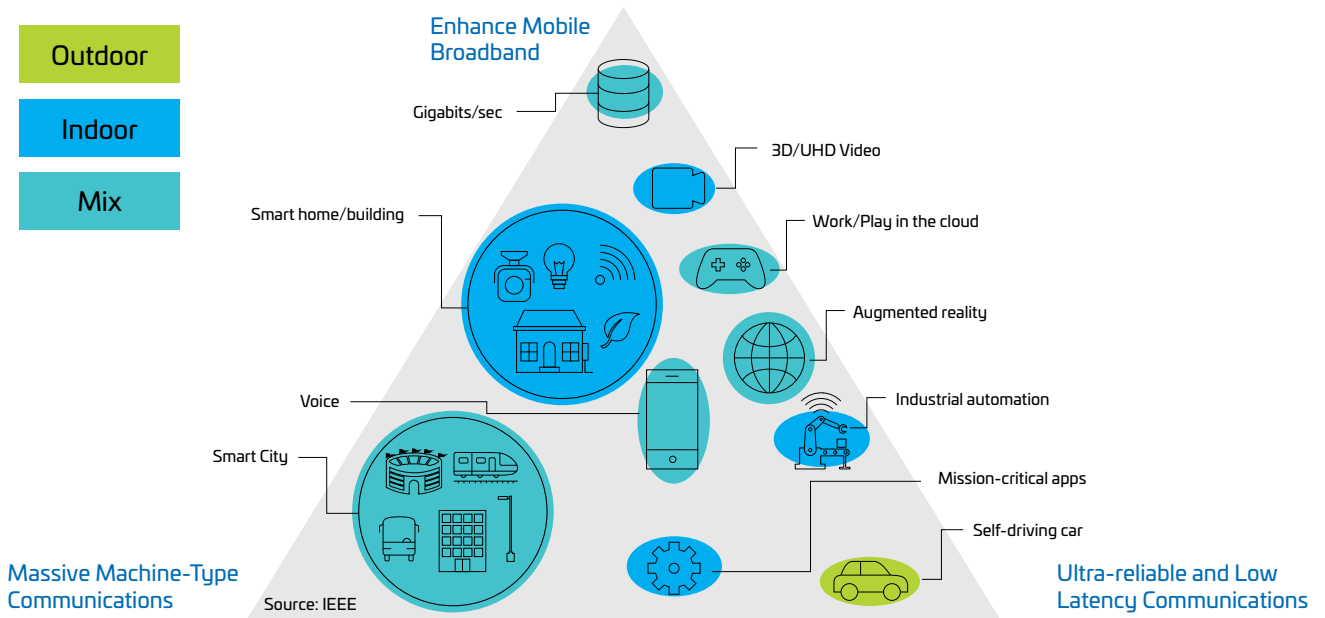 Enhance Mobile
Broadband
Outdoor
Indoor
Mix
Gigabits/sec
3D/UHD Video
Smart home/building
Work/Play in the cloud
Augmented reality
Voice
Industrial automation
Smart City
Mission-critical apps
Self-driving car
Massive Machine-Type
Communications
Source: IEEE
Ultra-reliable and Low
Latency Communications